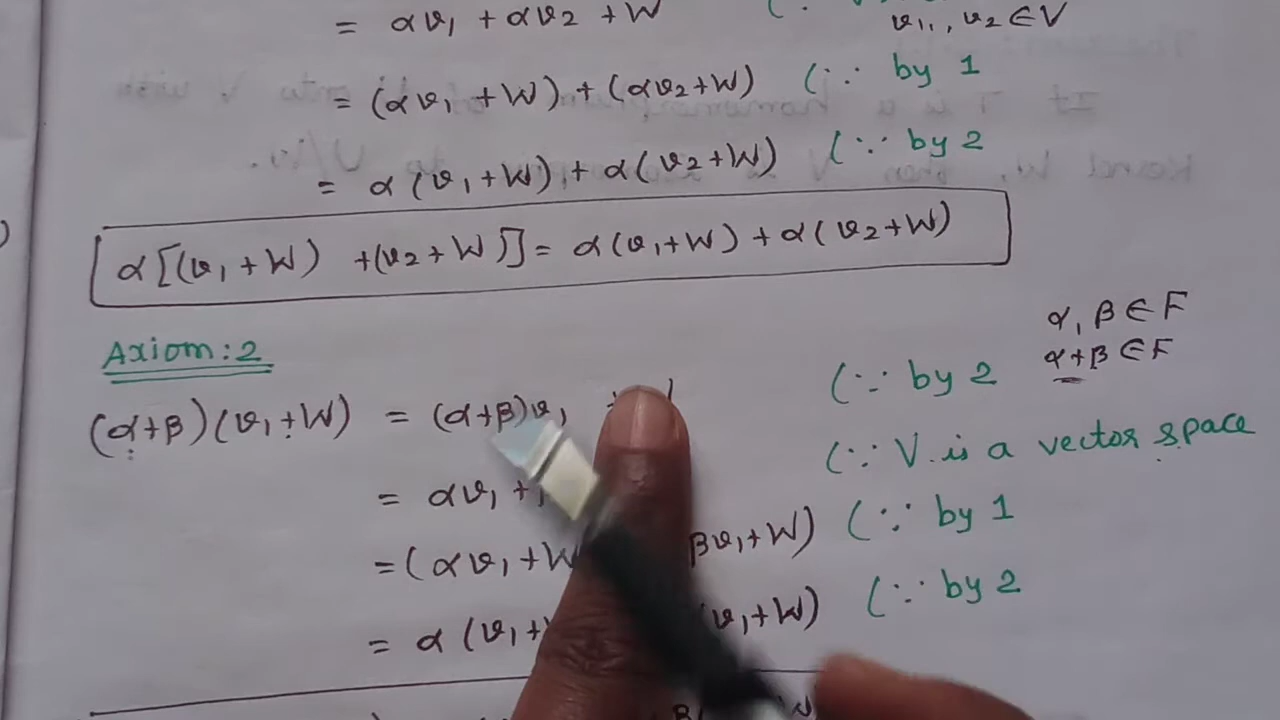 = αv₁ + αv₂ + W (∵ V
v₁, , v₂ ∈ V
= (αv₁ + W) + (αv₂+W) (∵ by 1
= α(v₁+W) + α(v₂+W) (∵ by 2
α[(v₁+W) +(v₂+W)] = α(v₁+W) + α(v₂+W)
α, β ∈ F
Axiom:2
α+β ∈ F
(α+β)(v₁+W) = (α+β)v₁ + (∵ by 2
= αv₁ + (∵ V is a vector space
= (αv₁+W βv₁+W) (∵ by 1
= α(v₁+ (v₁+W) (∵ by 2